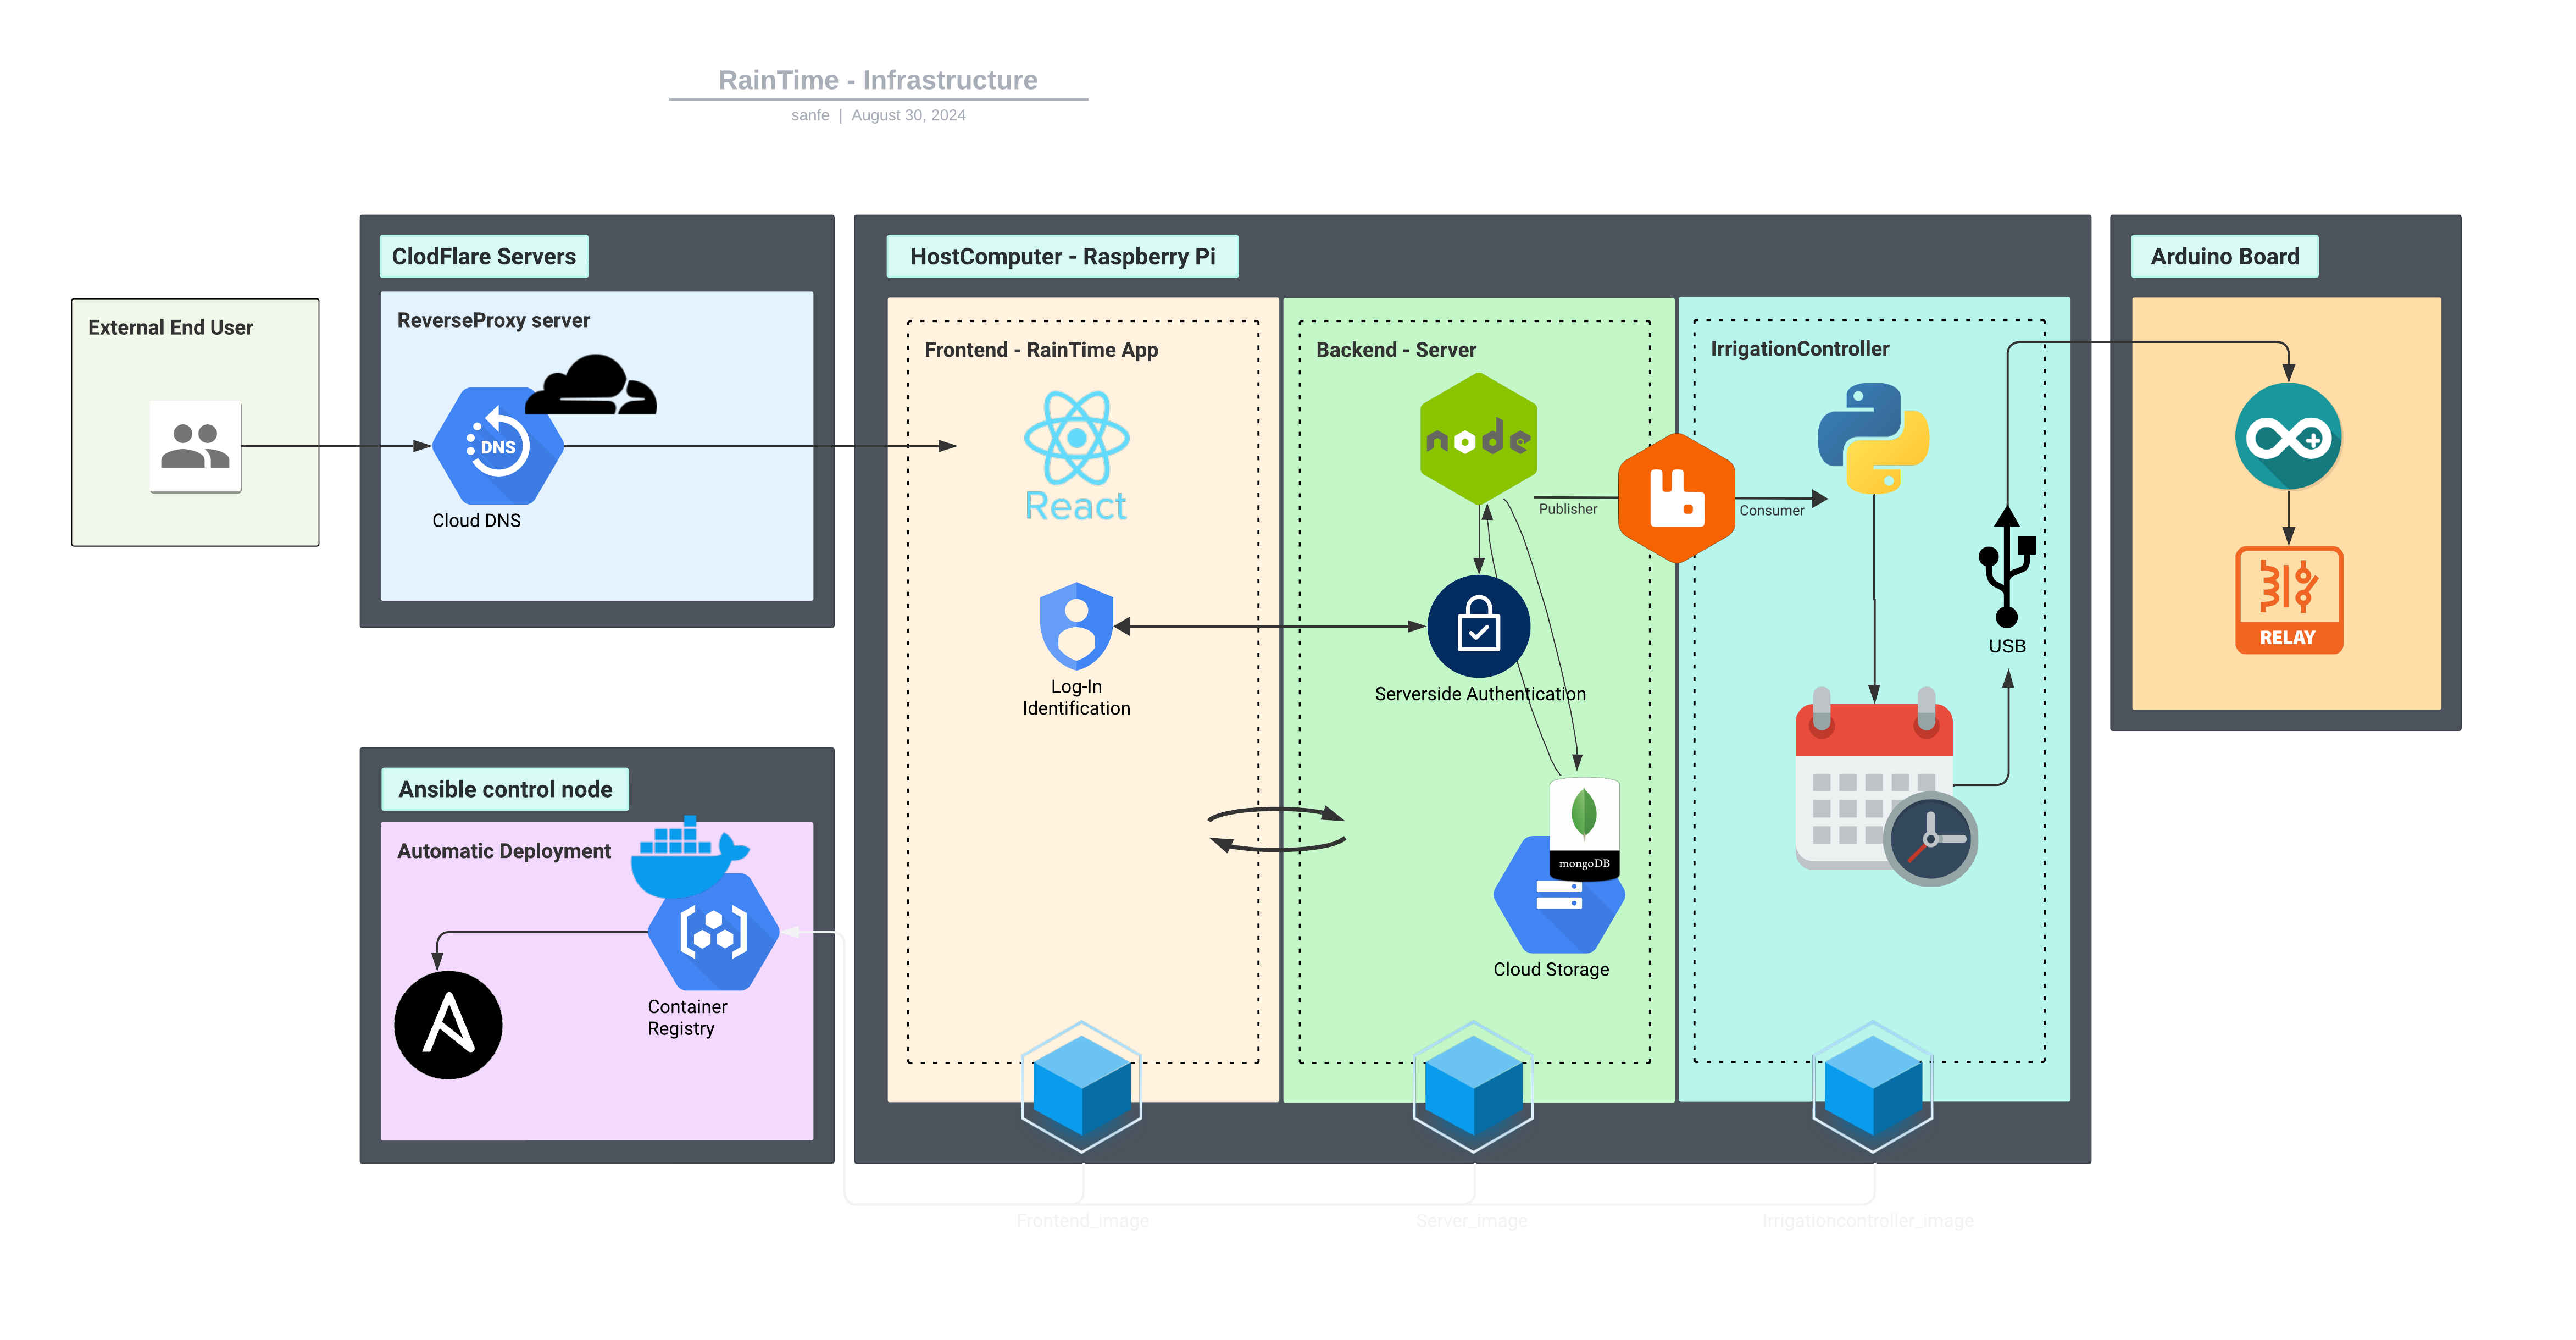 RainTime - Infrastructure
sanfe | August 30, 2024
External End User
ClodFlare Servers
ReverseProxy server
DNS
Cloud DNS
Ansible control node
Automatic Deployment
Container
Registry
HostComputer - Raspberry Pi
Frontend - RainTime App
React
Log-In
Identification
Backend - Server
node
Publisher
Consumer
Serverside Authentication
mongoDB
Cloud Storage
IrrigationController
USB
Arduino Board
RELAY
Frontend_image
Server_image
Irrigationcontroller_image